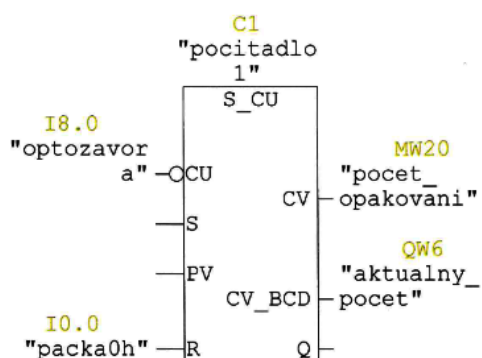 C1
"pocitadlo
1"
S_CU
I8.0
"optozavor
a"
CU
MW20
"pocet_
opakovani"
CV
S
PV
QW6
"aktualny_
pocet"
CV_BCD
I0.0
"packa0h"
R
Q